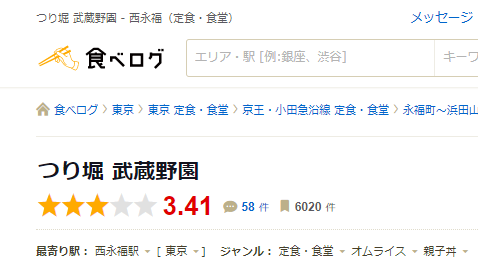 つり堀 武蔵野園 - 西永福（定食・食堂）
メッセージ
食べログ
エリア・駅 [例:銀座、渋谷]
キーワ
食べログ > 東京 > 東京 定食・食堂 > 京王・小田急沿線 定食・食堂 > 永福町～浜田山
つり堀 武蔵野園
3.41 58 件 6020 件
最寄り駅： 西永福駅 [ 東京 ] ジャンル： 定食・食堂 オムライス 親子丼